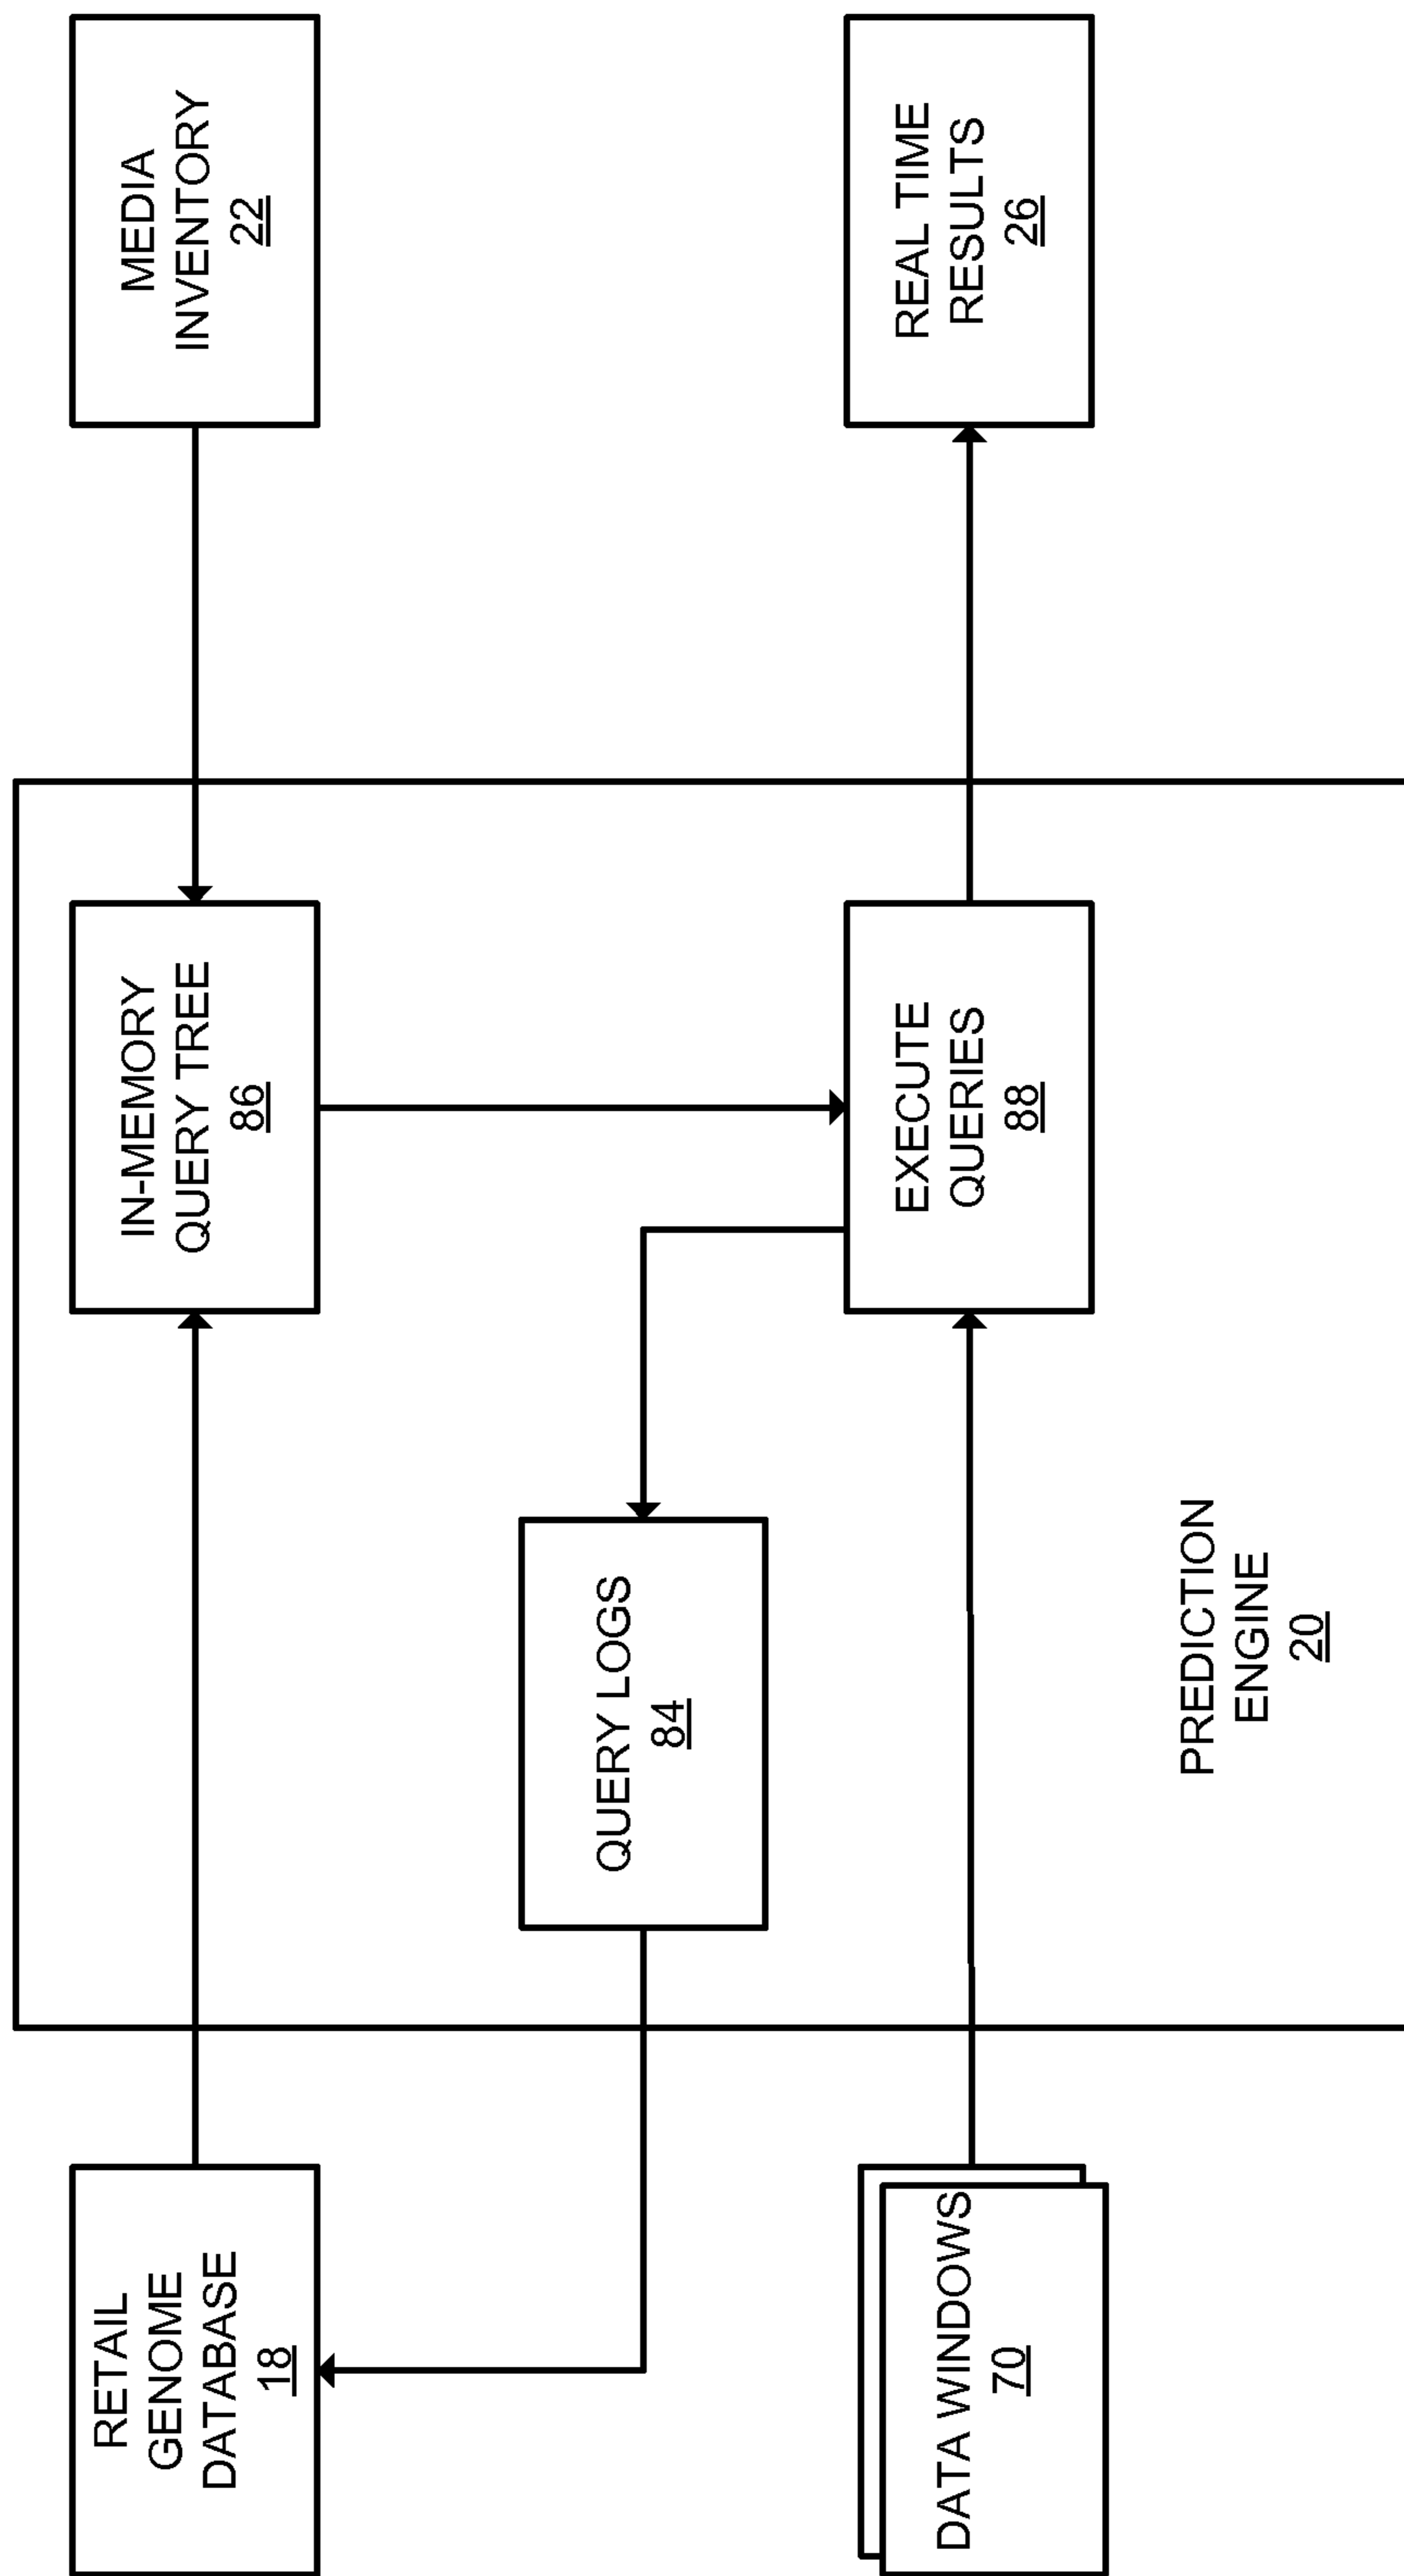 RETAIL
GENOME
DATABASE
18
IN-MEMORY
QUERY TREE
86
MEDIA
INVENTORY
22
QUERY LOGS
84
DATA WINDOWS
70
EXECUTE
QUERIES
88
REAL TIME
RESULTS
26
PREDICTION
ENGINE
20